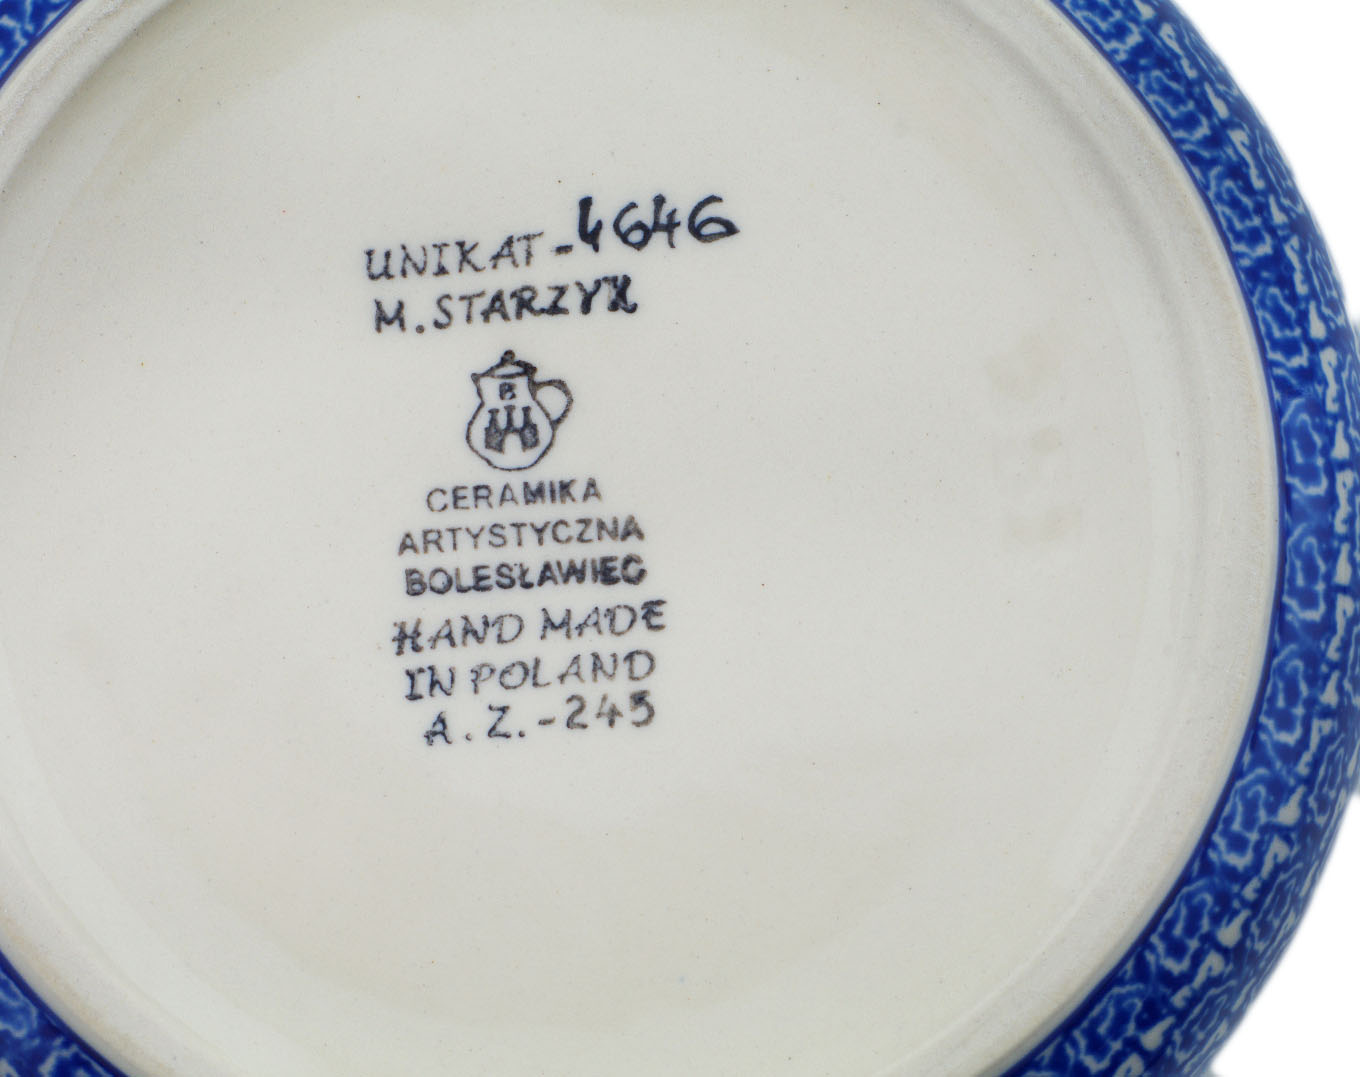 UNIKAT-4646
M. STARZYK
B
CERAMIKA
ARTYSTYCZNA
BOLESŁAWIEC
HAND MADE
IN POLAND
A.Z.-245